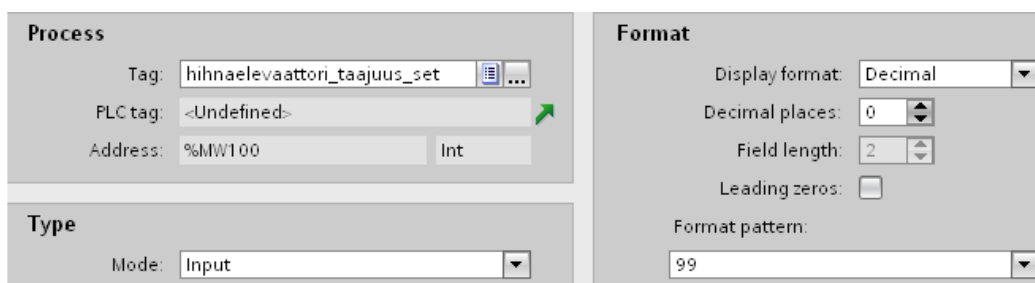 Process
Tag: hihnaelevaattori_taajuus_set ...
PLC tag: <Undefined>
Address: %MW100 Int
Type
Mode: Input
Format
Display format: Decimal
Decimal places: 0
Field length: 2
Leading zeros:
Format pattern:
99